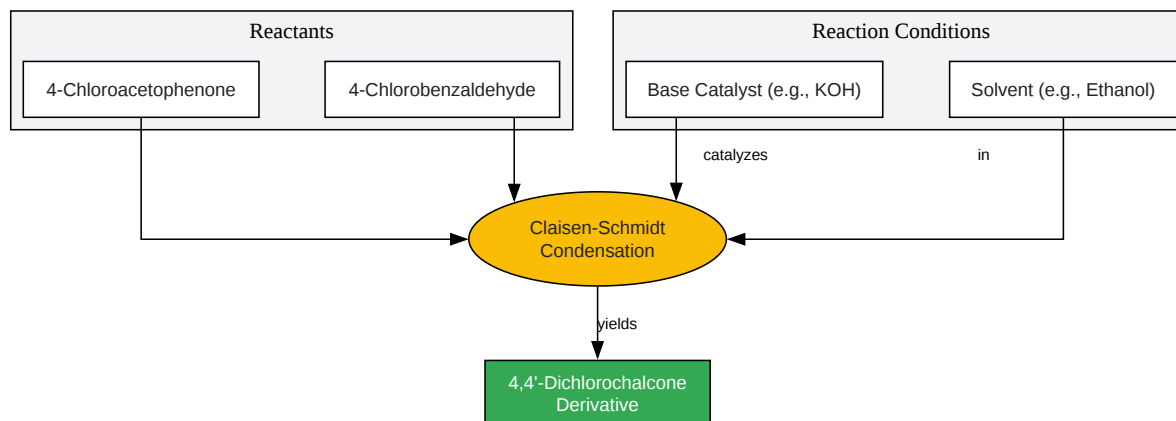 Reactants
Reaction Conditions
4-Chloroacetophenone
4-Chlorobenzaldehyde
Base Catalyst (e.g., KOH)
Solvent (e.g., Ethanol)
catalyzes
in
Claisen-Schmidt
Condensation
yields
4,4'-Dichlorochalcone
Derivative